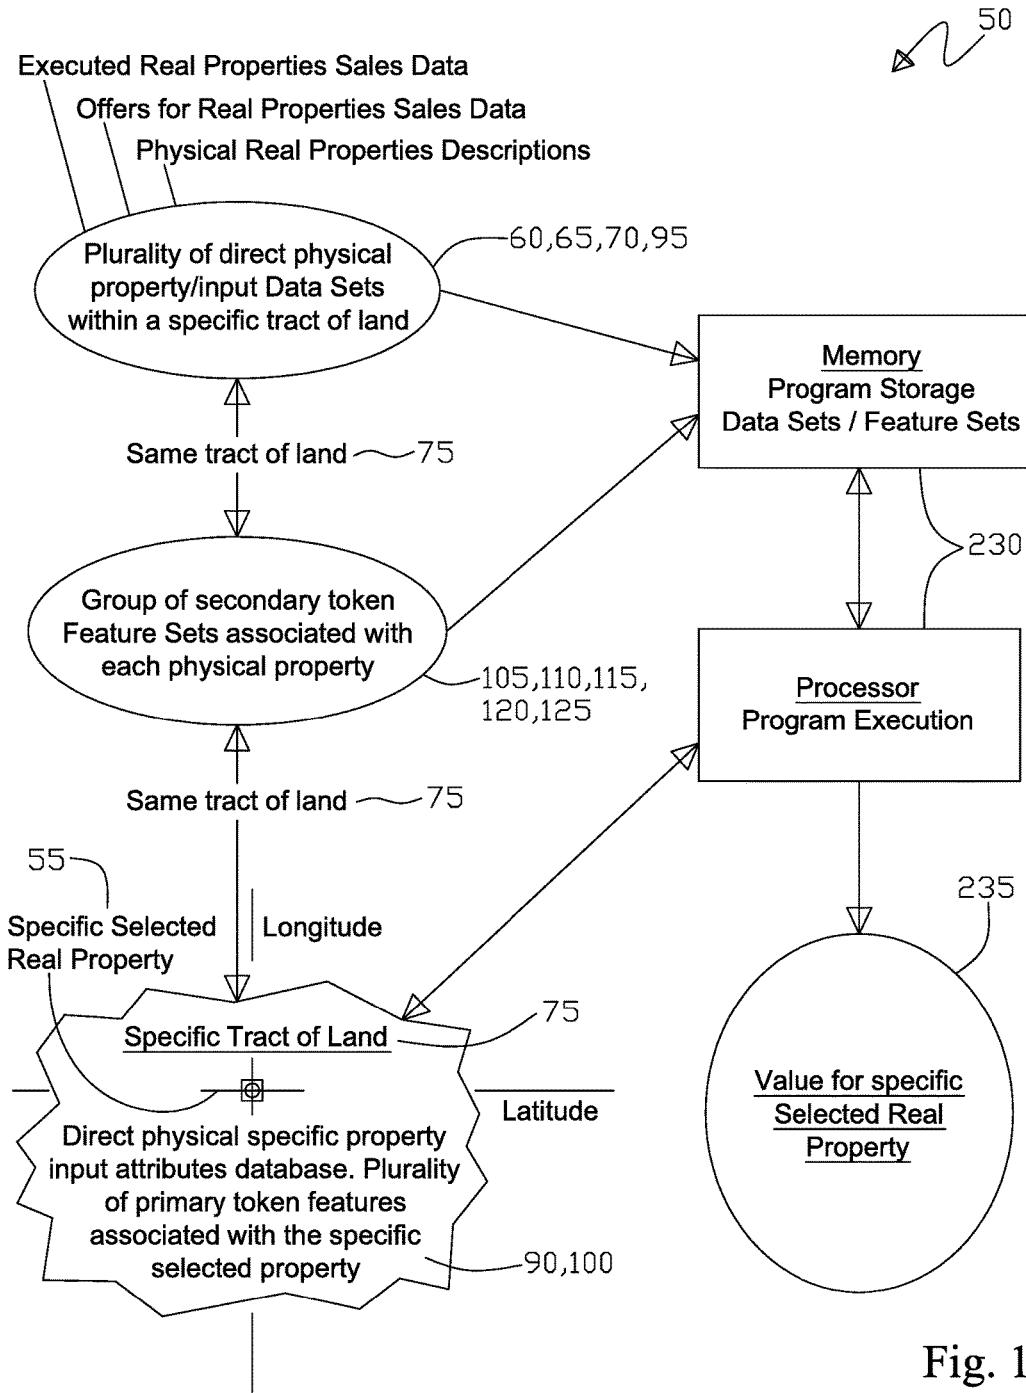 50
Executed Real Properties Sales Data
Offers for Real Properties Sales Data
Physical Real Properties Descriptions
60,65,70,95
Plurality of direct physical
property/input Data Sets
within a specific tract of land
Memory
Program Storage
Data Sets / Feature Sets
Same tract of land
75
230
Group of secondary token
Feature Sets associated with
each physical property
105,110,115,
120,125
Processor
Program Execution
Same tract of land
75
55
Specific Selected
Real Property
Longitude
235
Specific Tract of Land
75
Latitude
Direct physical specific property
input attributes database. Plurality
of primary token features
associated with the specific
selected property
90,100
Value for specific
Selected Real
Property
Fig. 1